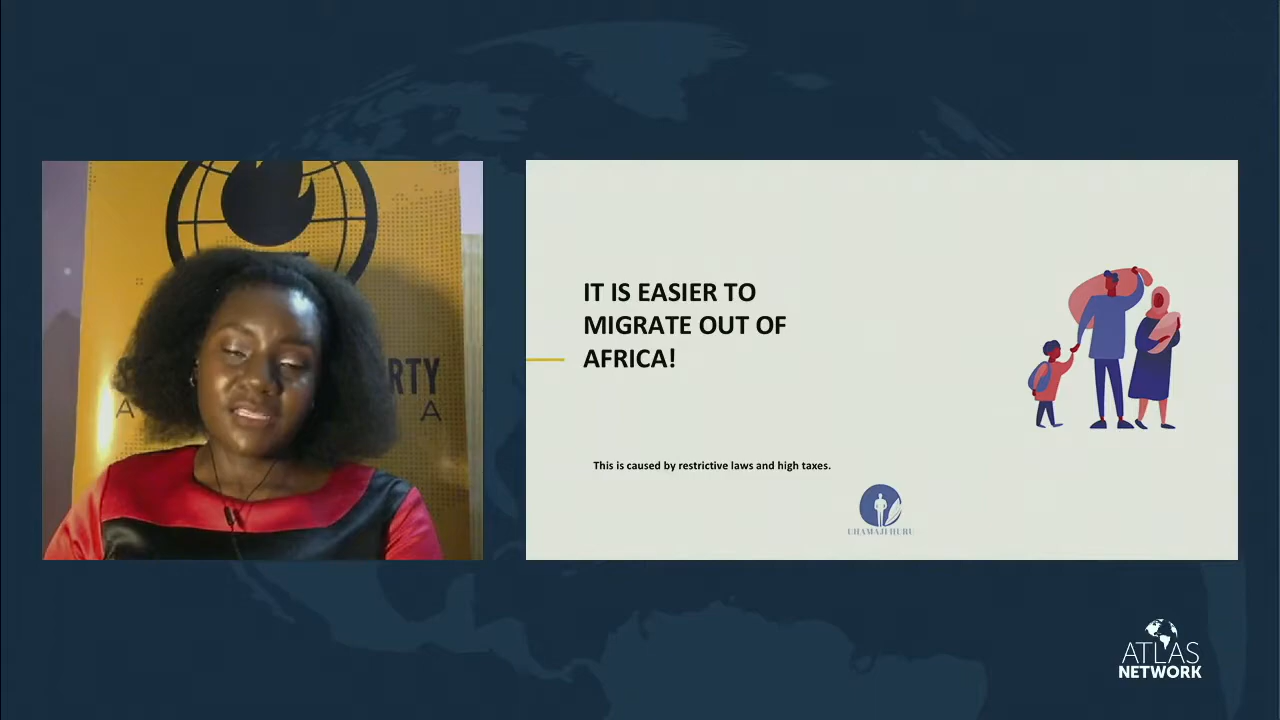 IT IS EASIER TO
MIGRATE OUT OF
AFRICA!
RTY
A
A
This is caused by restrictive laws and high taxes.
ATLAS
NETWORK